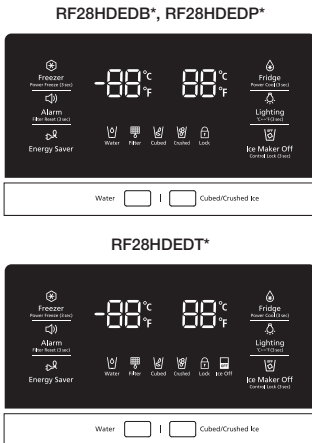 RF28HDEDB*, RF28HDEDP*
Freezer
Power Freeze (3 sec)
Alarm
Filter Reset (3 sec)
Energy Saver
-88°C °F
88°C °F
Water Filter Cubed Crushed Lock
Fridge
Power Cool (3 sec)
Lighting
°C↔°F (3 sec)
Ice Maker Off
Control Lock (3 sec)
Water Cubed/Crushed Ice
RF28HDEDT*
Freezer
Power Freeze (3 sec)
Alarm
Filter Reset (3 sec)
Energy Saver
-88°C °F
88°C °F
Water Filter Cubed Crushed Lock Ice Off
Fridge
Power Cool (3 sec)
Lighting
°C↔°F (3 sec)
Ice Maker Off
Control Lock (3 sec)
Water Cubed/Crushed Ice